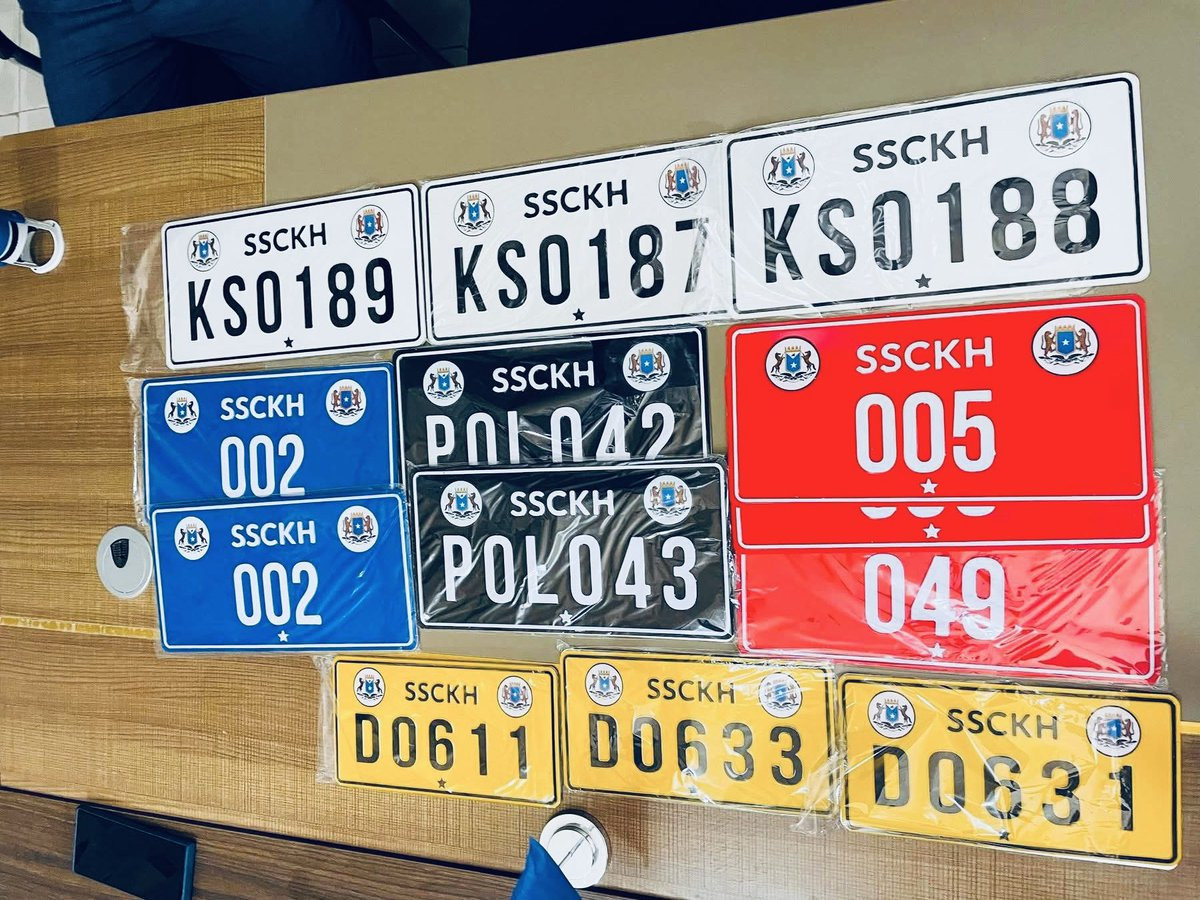 SSCKH
KS0189
SSCKH
KS0187
SSCKH
KS0188
SSCKH
002
SSCKH
POL042
SSCKH
005
SSCKH
002
SSCKH
POL043
049
SSCKH
D0611
SSCKH
D0633
SSCKH
D0631